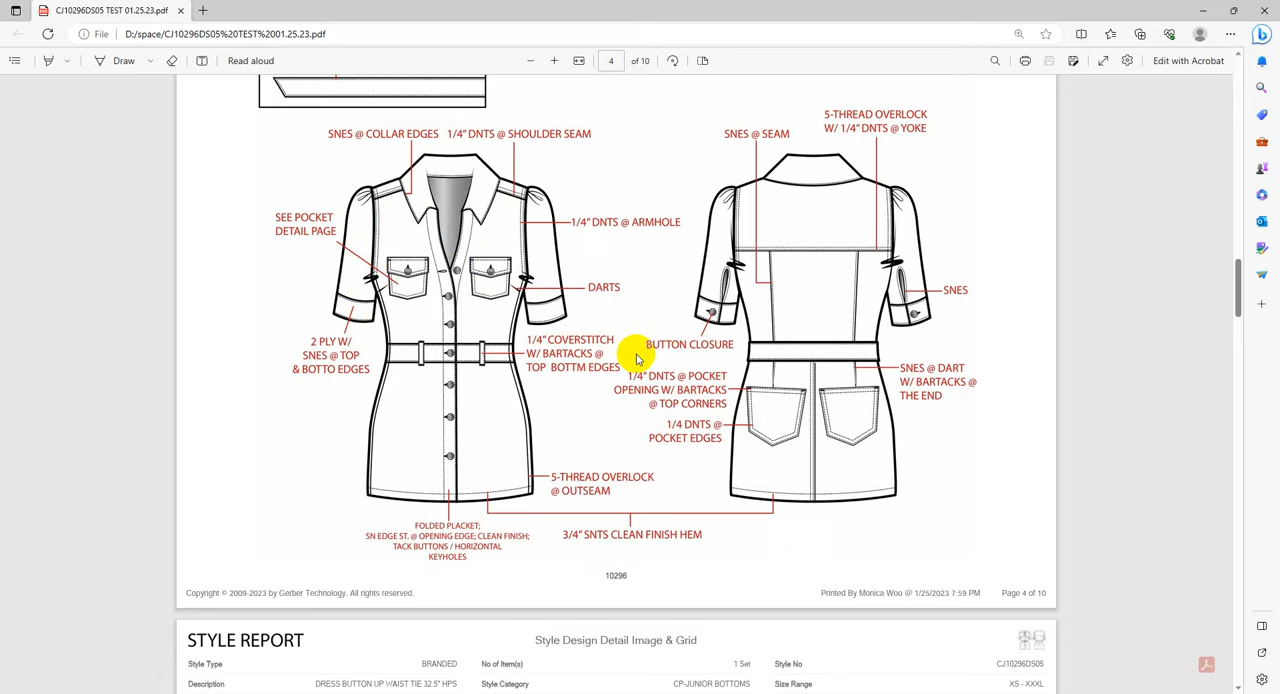 CJ10296DS05 TEST 01.25.23.pdf
File
D:/space/CJ10296DS05%20TEST%2001.25.23.pdf
Draw
Read aloud
4
of 10
Edit with Acrobat
SNES @ COLLAR EDGES
1/4" DNTS @ SHOULDER SEAM
SEE POCKET
DETAIL PAGE
1/4" DNTS @ ARMHOLE
DARTS
2 PLY W/
SNES @ TOP
& BOTTO EDGES
1/4" COVERSTITCH
W/ BARTACKS @
TOP BOTTM EDGES
5-THREAD OVERLOCK
@ OUTSEAM
FOLDED PLACKET;
SN EDGE ST. @ OPENING EDGE; CLEAN FINISH;
TACK BUTTONS / HORIZONTAL
KEYHOLES
3/4" SNTS CLEAN FINISH HEM
SNES @ SEAM
5-THREAD OVERLOCK
W/ 1/4" DNTS @ YOKE
SNES
BUTTON CLOSURE
1/4" DNTS @ POCKET
OPENING W/ BARTACKS
@ TOP CORNERS
1/4 DNTS @
POCKET EDGES
SNES @ DART
W/ BARTACKS @
THE END
10296
Copyright © 2009-2023 by Gerber Technology. All rights reserved.
Printed By Monica Woo @ 1/25/2023 7:59 PM
Page 4 of 10
STYLE REPORT
Style Design Detail Image & Grid
Style Type
BRANDED
No of Item(s)
1 Set
Style No
CJ10296DS05
Description
DRESS BUTTON UP WAIST TIE 32.5" HPS
Style Category
CP-JUNIOR BOTTOMS
Size Range
XS - XXXL